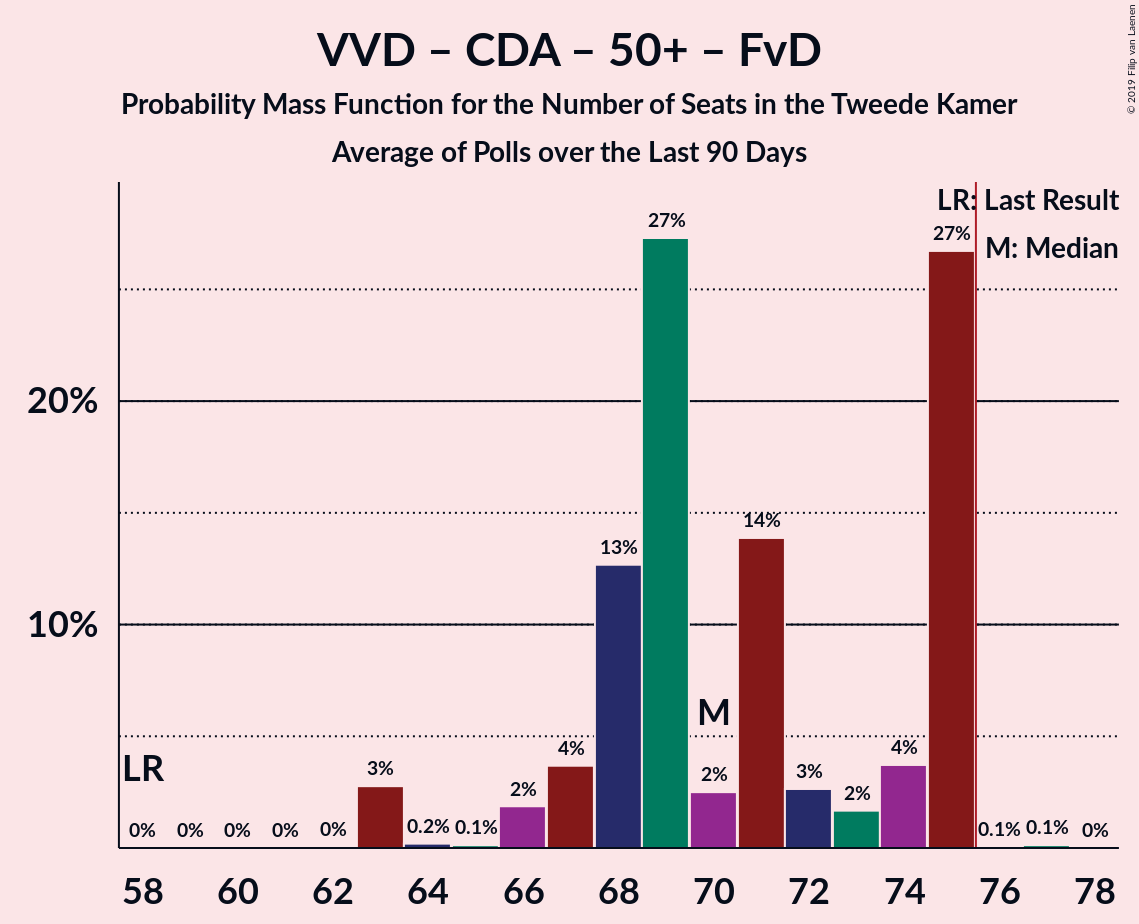 VVD – CDA – 50+ – FvD
Probability Mass Function for the Number of Seats in the Tweede Kamer
Average of Polls over the Last 90 Days
© 2019 Filip van Laenen
LR: Last Result
M: Median
20%
10%
LR
M
0% 0% 0% 0% 0% 3% 0.2% 0.1% 2% 4% 13% 27% 2% 14% 3% 2% 4% 27% 0.1% 0.1% 0%
58 60 62 64 66 68 70 72 74 76 78